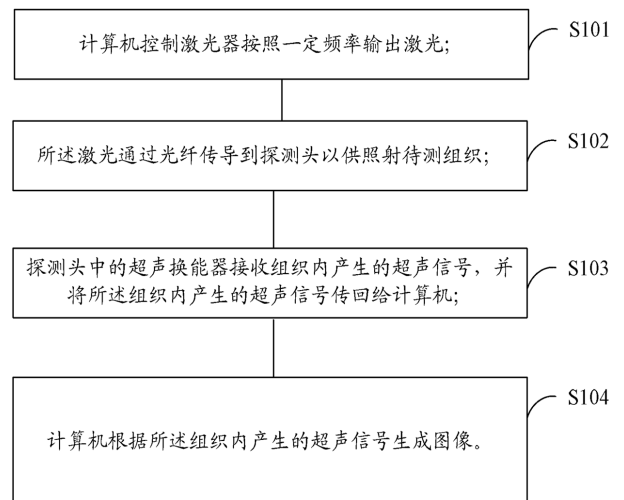 计算机控制激光器按照一定频率输出激光；
S101
所述激光通过光纤传导到探测头以供照射待测组织；
S102
探测头中的超声换能器接收组织内产生的超声信号，并
将所述组织内产生的超声信号传回给计算机；
S103
计算机根据所述组织内产生的超声信号生成图像。
S104